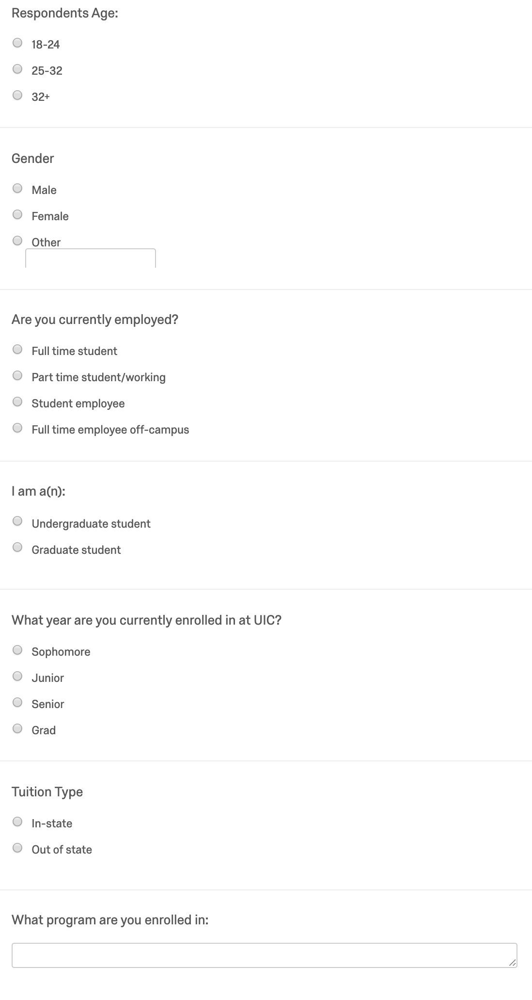 Respondents Age:
18-24
25-32
32+
Gender
Male
Female
Other
Are you currently employed?
Full time student
Part time student/working
Student employee
Full time employee off-campus
I am a(n):
Undergraduate student
Graduate student
What year are you currently enrolled in at UIC?
Sophomore
Junior
Senior
Grad
Tuition Type
In-state
Out of state
What program are you enrolled in: